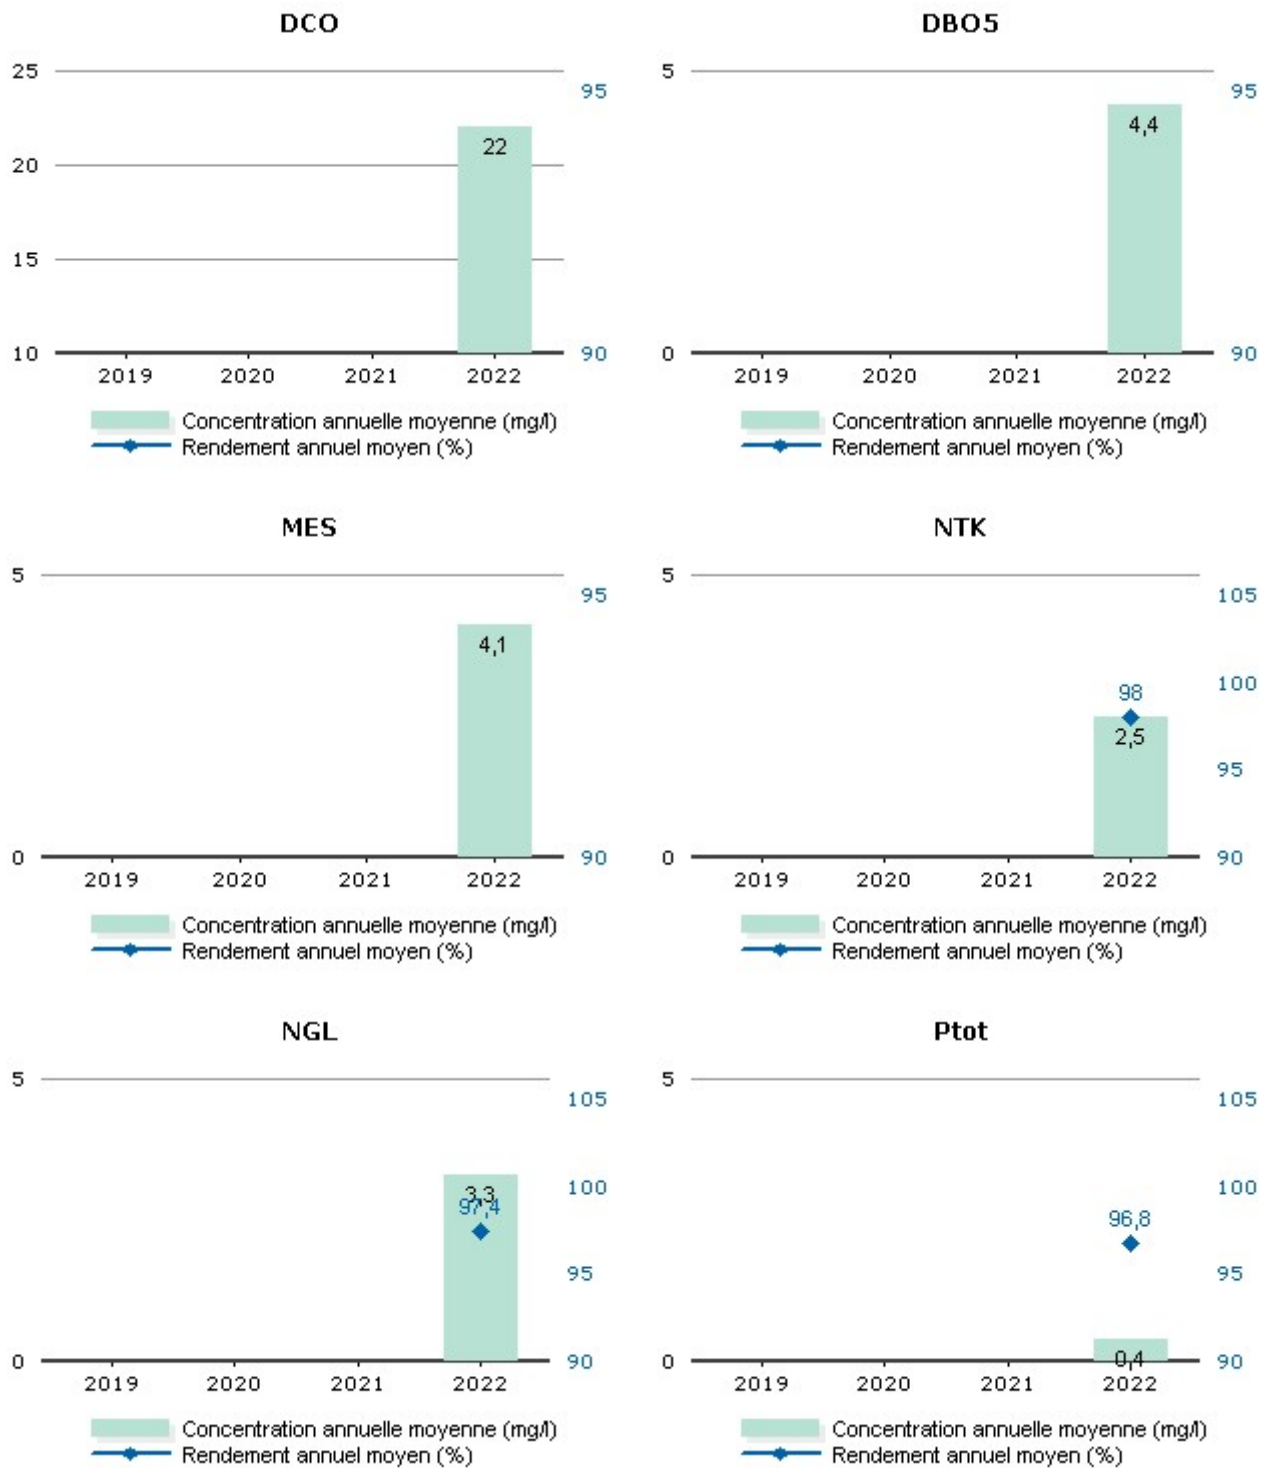 DCO
25
20
15
10
95
90
2019 2020 2021 2022
Concentration annuelle moyenne (mg/l)
Rendement annuel moyen (%)
22
DBO5
5
0
95
90
2019 2020 2021 2022
Concentration annuelle moyenne (mg/l)
Rendement annuel moyen (%)
4,4
MES
5
0
95
90
2019 2020 2021 2022
Concentration annuelle moyenne (mg/l)
Rendement annuel moyen (%)
4,1
NTK
5
0
105
100
95
90
98
2,5
2019 2020 2021 2022
Concentration annuelle moyenne (mg/l)
Rendement annuel moyen (%)
NGL
5
0
105
100
95
90
3,3
97,4
2019 2020 2021 2022
Concentration annuelle moyenne (mg/l)
Rendement annuel moyen (%)
Ptot
5
0
105
100
95
90
96,8
0,4
2019 2020 2021 2022
Concentration annuelle moyenne (mg/l)
Rendement annuel moyen (%)